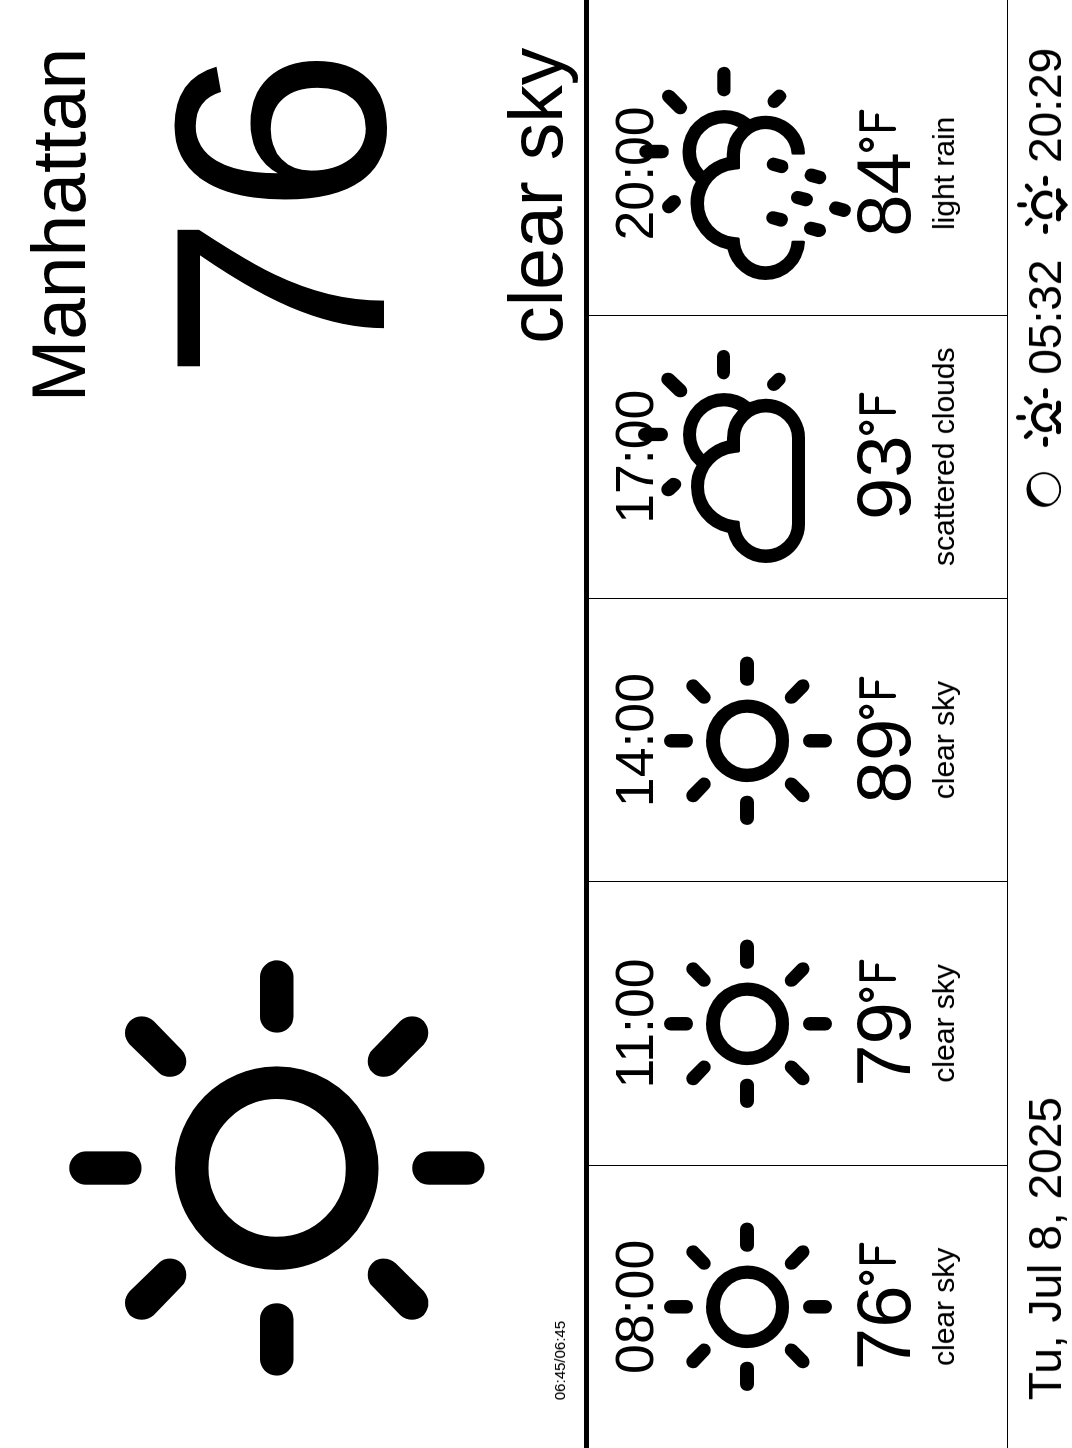 Manhattan
76
clear sky
06:45/06:45
08:00 11:00 14:00 17:00 20:00
76°F 79°F 89°F 93°F 84°F
clear sky clear sky clear sky scattered clouds light rain
Tu, Jul 8, 2025 05:32 20:29